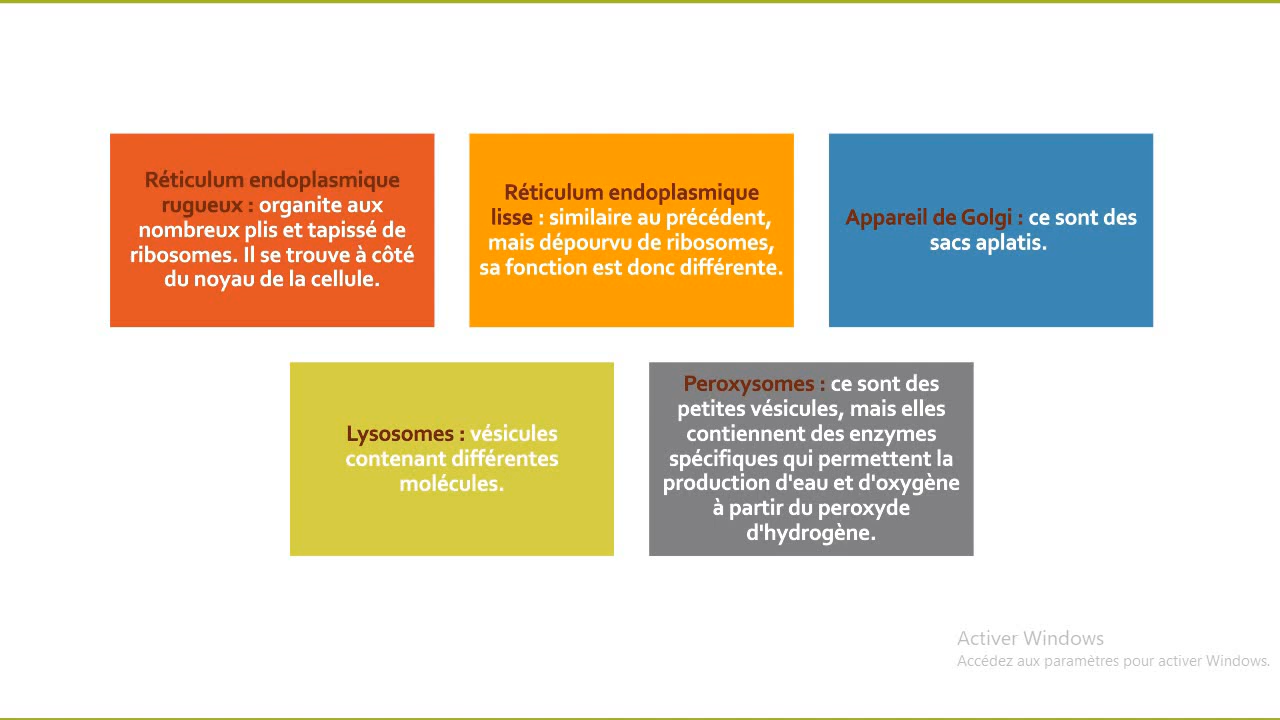 Réticulum endoplasmique
rugueux : organite aux
nombreux plis et tapissé de
ribosomes. Il se trouve à côté
du noyau de la cellule.
Réticulum endoplasmique
lisse : similaire au précédent,
mais dépourvu de ribosomes,
sa fonction est donc différente.
Appareil de Golgi : ce sont des
sacs aplatis.
Lysosomes : vésicules
contenant différentes
molécules.
Peroxysomes : ce sont des
petites vésicules, mais elles
contiennent des enzymes
spécifiques qui permettent la
production d'eau et d'oxygène
à partir du peroxyde
d'hydrogène.
Activer Windows
Accédez aux paramètres pour activer Windows.